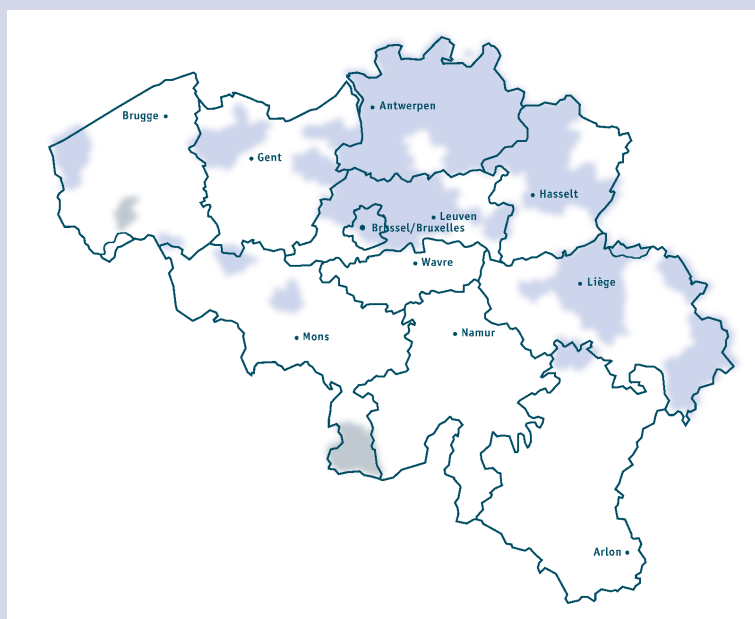 Antwerpen
Brugge
Gent
Hasselt
Leuven
Brussel/Bruxelles
Wavre
Liège
Mons
Namur
Arlon